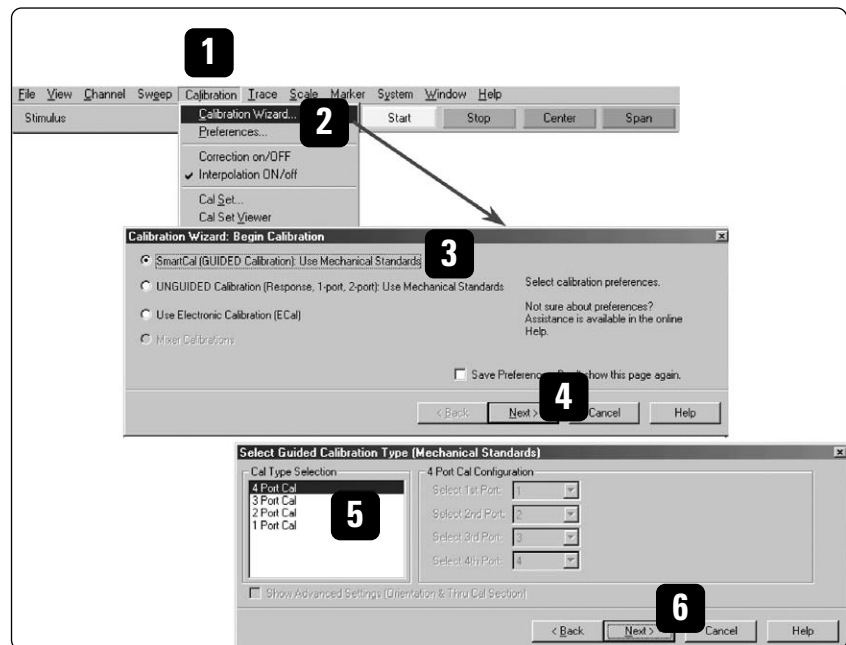 1
File View Channel Sweep Calibration Trace Scale Marker System Window Help
Stimulus Start Stop Center Span
Calibration Wizard...
2
Preferences...
Correction on/OFF
Interpolation ON/off
Cal Set...
Cal Set Viewer
Calibration Wizard: Begin Calibration
SmartCal (GUIDED Calibration): Use Mechanical Standards
3
UNGUIDED Calibration (Response, 1-port, 2-port): Use Mechanical Standards
Use Electronic Calibration (ECal)
Mixer Calibrations
Select calibration preferences.
Not sure about preferences?
Assistance is available in the online
Help.
Save show this page again.
< Back Next > 4 Cancel Help
Select Guided Calibration Type (Mechanical Standards)
Cal Type Selection
4 Port Cal
3 Port Cal
2 Port Cal
1 Port Cal
5
4 Port Cal Configuration
Select 1st Port: 1
Select 2nd Port: 2
Select 3rd Port: 3
Select 4th Port: 4
Show Advanced Settings (Orientation & Thru Cal Section)
6
< Back Next > Cancel Help